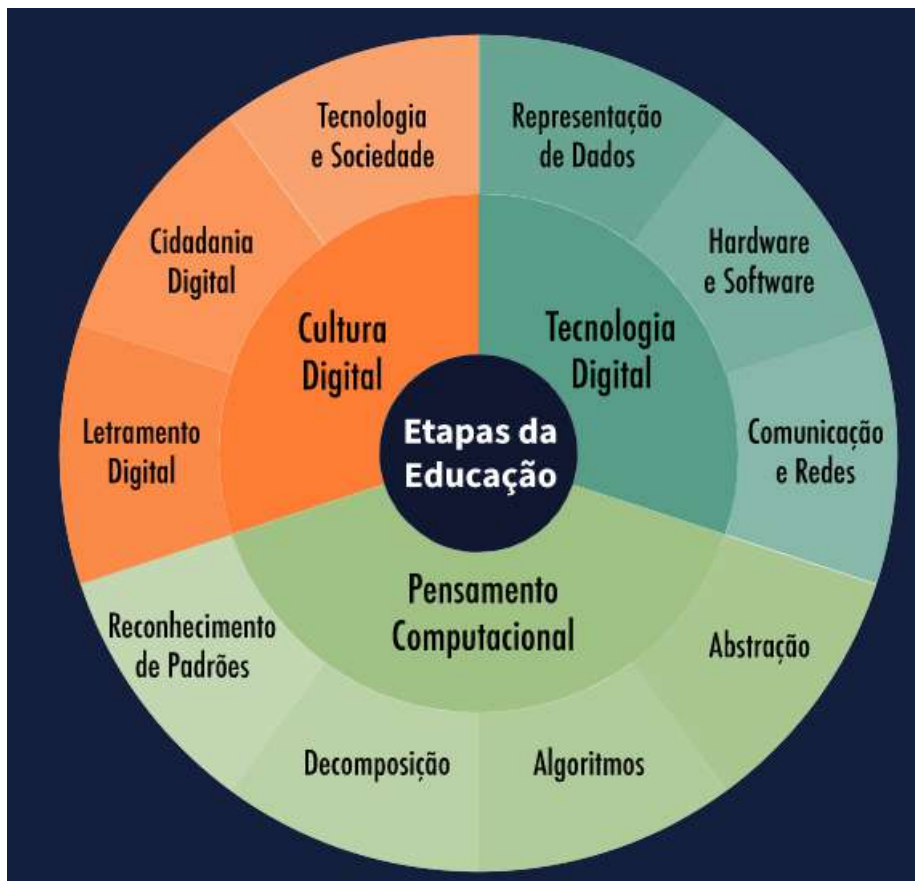 Tecnologia
e Sociedade
Representação
de Dados
Cidadania
Digital
Hardware
e Software
Cultura
Digital
Tecnologia
Digital
Etapas da
Educação
Letramento
Digital
Comunicação
e Redes
Pensamento
Computacional
Reconhecimento
de Padrões
Abstração
Decomposição
Algoritmos